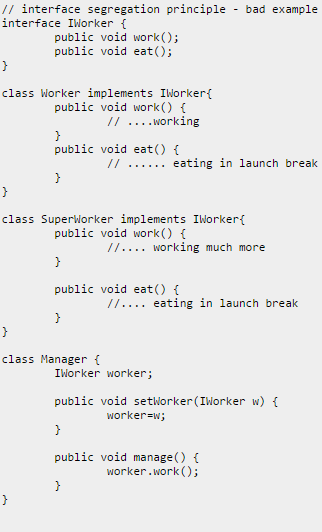 // interface segregation principle - bad example
interface IWorker {
        public void work();
        public void eat();
}

class Worker implements IWorker{
        public void work() {
                // ....working
        }
        public void eat() {
                // ...... eating in launch break
        }
}

class SuperWorker implements IWorker{
        public void work() {
                //.... working much more
        }

        public void eat() {
                //.... eating in launch break
        }
}

class Manager {
        IWorker worker;

        public void setWorker(IWorker w) {
                worker=w;
        }

        public void manage() {
                worker.work();
        }
}